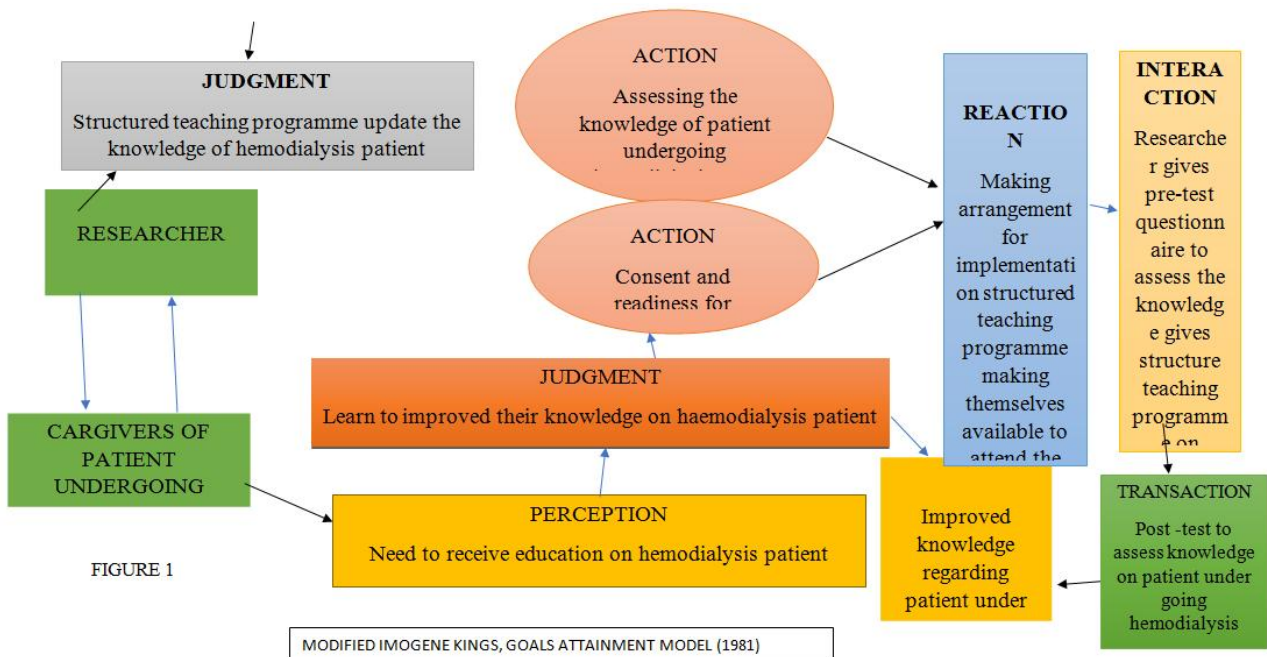 JUDGMENT
Structured teaching programme update the
knowledge of hemodialysis patient
RESEARCHER
CARGIVERS OF
PATIENT
UNDERGOING
FIGURE 1
ACTION
Assessing the
knowledge of patient
undergoing
ACTION
Consent and
readiness for
JUDGMENT
Learn to improved their knowledge on haemodialysis patient
PERCEPTION
Need to receive education on hemodialysis patient
REACTIO
N
Making
arrangement
for
implementati
on structured
teaching
programme
making
themselves
available to
attend the
INTERA
CTION
Researche
r gives
pre-test
questionn
aire to
assess the
knowledg
e gives
structure
teaching
programm
e on
TRANSACTION
Post -test to
assess knowledge
on patient under
going
hemodialysis
Improved
knowledge
regarding
patient under
MODIFIED IMOGENE KINGS, GOALS ATTAINMENT MODEL (1981)